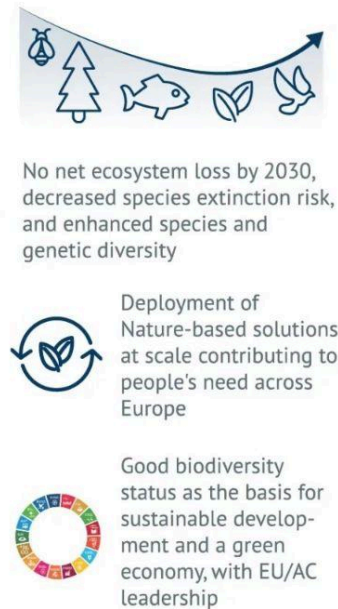 No net ecosystem loss by 2030,
decreased species extinction risk,
and enhanced species and
genetic diversity
Deployment of
Nature-based solutions
at scale contributing to
people's need across
Europe
Good biodiversity
status as the basis for
sustainable develop-
ment and a green
economy, with EU/AC
leadership